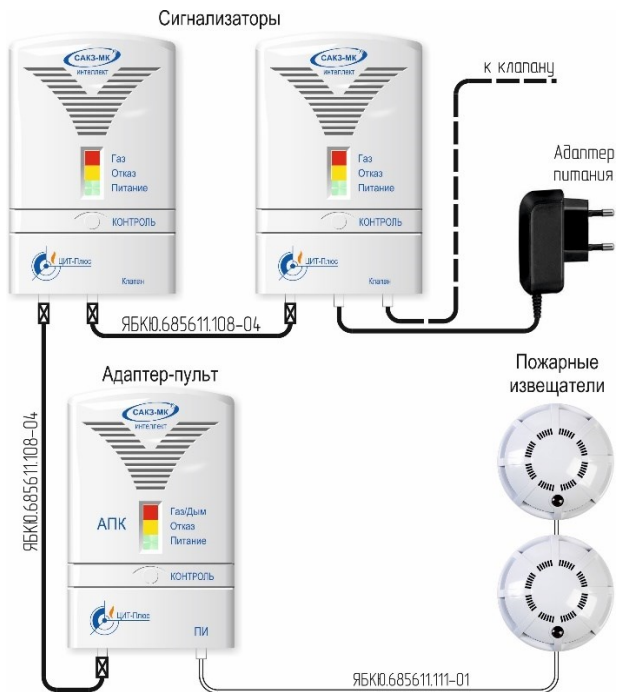 Сигнализаторы
САКЗ-МК
интеллект
Газ
Отказ
Питание
КОНТРОЛЬ
ЦИТ-Плюс
Клапан
САКЗ-МК
интеллект
Газ
Отказ
Питание
КОНТРОЛЬ
ЦИТ-Плюс
Клапан
к клапану
Адаптер
питания
ЯБКЮ.685611.108-04
ЯБКЮ.685611.108-04
Адаптер-пульт
САКЗ-МК
интеллект
АПК
Газ/Дым
Отказ
Питание
КОНТРОЛЬ
ЦИТ-Плюс
ПИ
Пожарные
извещатели
ЯБКЮ.685611.111-01